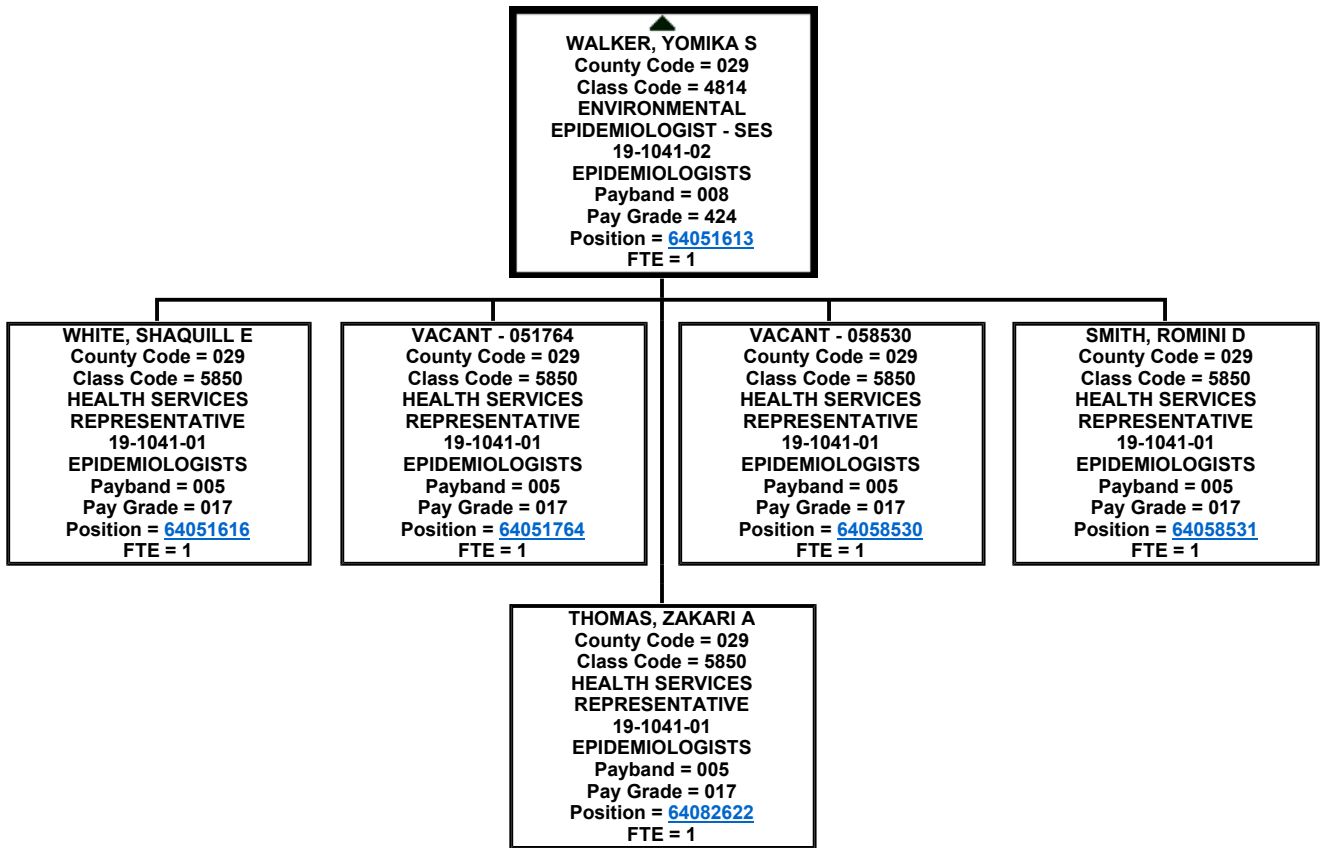 WALKER, YOMIKA S
County Code = 029
Class Code = 4814
ENVIRONMENTAL
EPIDEMIOLOGIST - SES
19-1041-02
EPIDEMIOLOGISTS
Payband = 008
Pay Grade = 424
Position = 64051613
FTE = 1
WHITE, SHAQUILL E
County Code = 029
Class Code = 5850
HEALTH SERVICES
REPRESENTATIVE
19-1041-01
EPIDEMIOLOGISTS
Payband = 005
Pay Grade = 017
Position = 64051616
FTE = 1
VACANT - 051764
County Code = 029
Class Code = 5850
HEALTH SERVICES
REPRESENTATIVE
19-1041-01
EPIDEMIOLOGISTS
Payband = 005
Pay Grade = 017
Position = 64051764
FTE = 1
VACANT - 058530
County Code = 029
Class Code = 5850
HEALTH SERVICES
REPRESENTATIVE
19-1041-01
EPIDEMIOLOGISTS
Payband = 005
Pay Grade = 017
Position = 64058530
FTE = 1
SMITH, ROMINI D
County Code = 029
Class Code = 5850
HEALTH SERVICES
REPRESENTATIVE
19-1041-01
EPIDEMIOLOGISTS
Payband = 005
Pay Grade = 017
Position = 64058531
FTE = 1
THOMAS, ZAKARI A
County Code = 029
Class Code = 5850
HEALTH SERVICES
REPRESENTATIVE
19-1041-01
EPIDEMIOLOGISTS
Payband = 005
Pay Grade = 017
Position = 64082622
FTE = 1